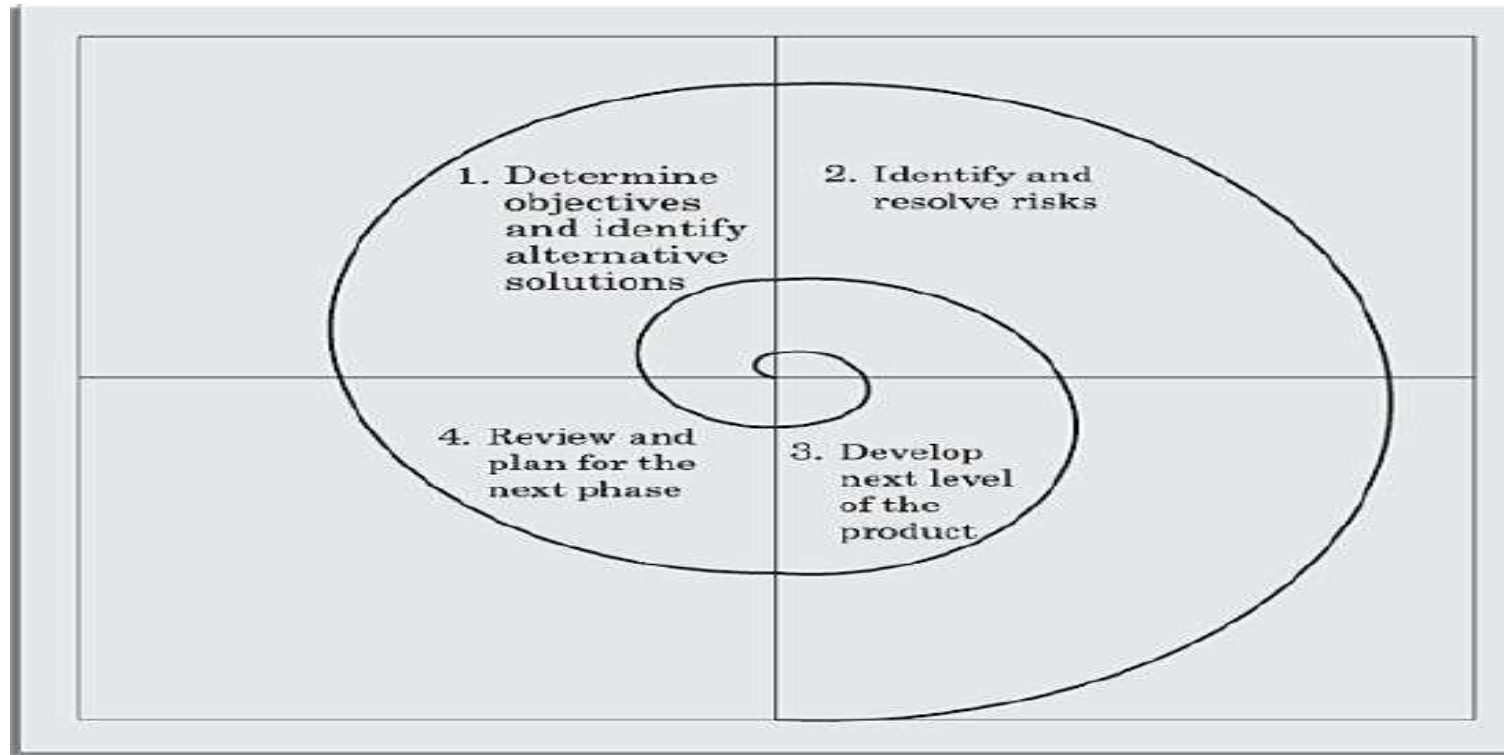 1. Determine
objectives
and identify
alternative
solutions
2. Identify and
resolve risks
4. Review and
plan for the
next phase
3. Develop
next level
of the
product